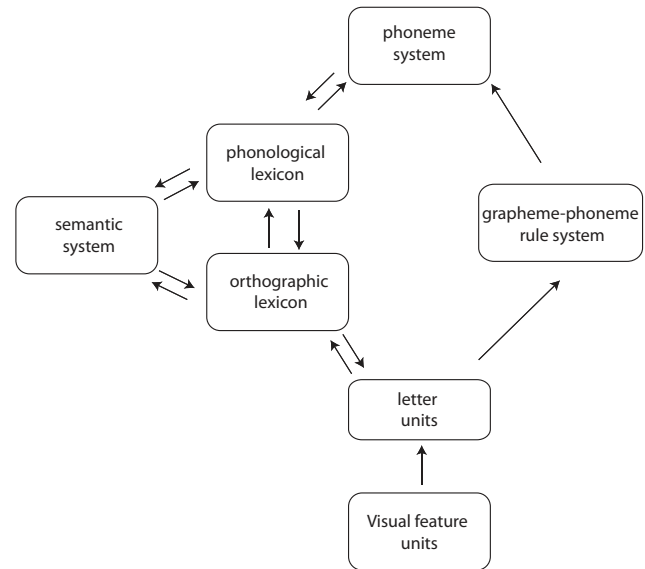 phoneme
system
phonological
lexicon
semantic
system
grapheme-phoneme
rule system
orthographic
lexicon
letter
units
Visual feature
units